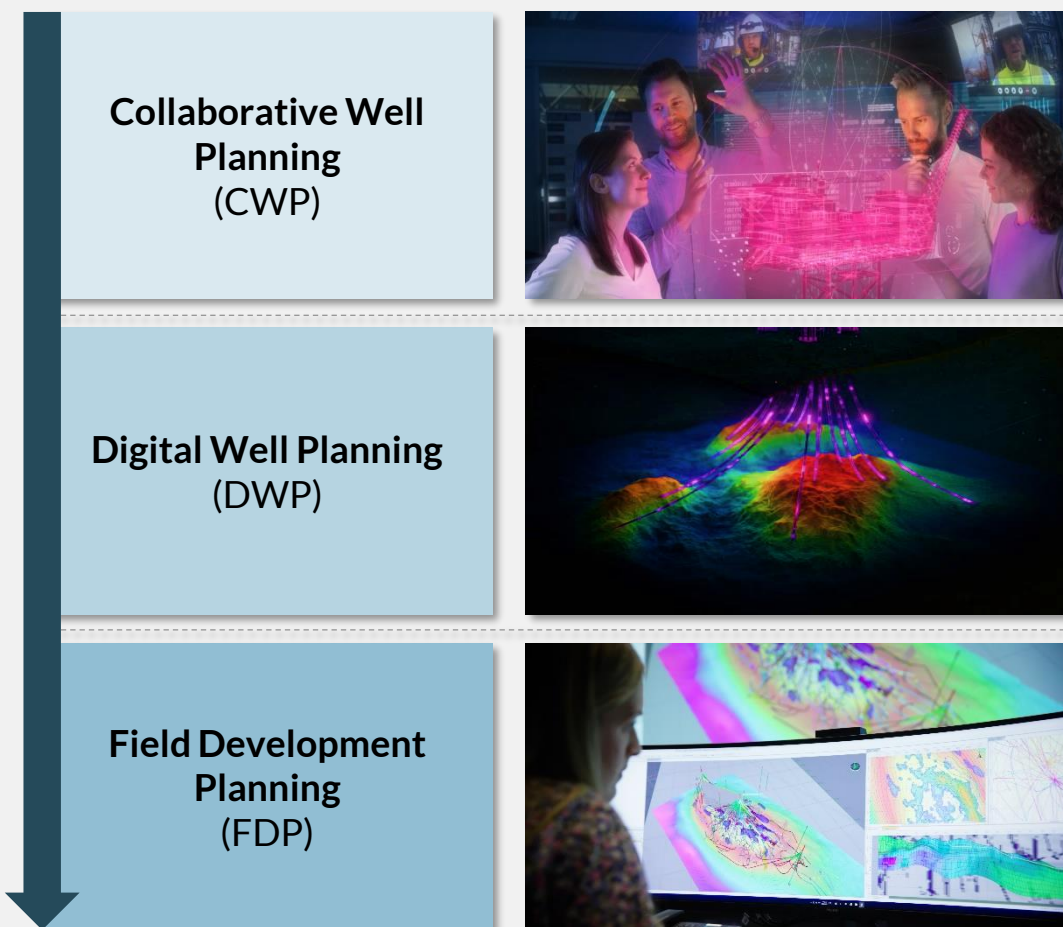 Collaborative Well
Planning
(CWP)
Digital Well Planning
(DWP)
Field Development
Planning
(FDP)